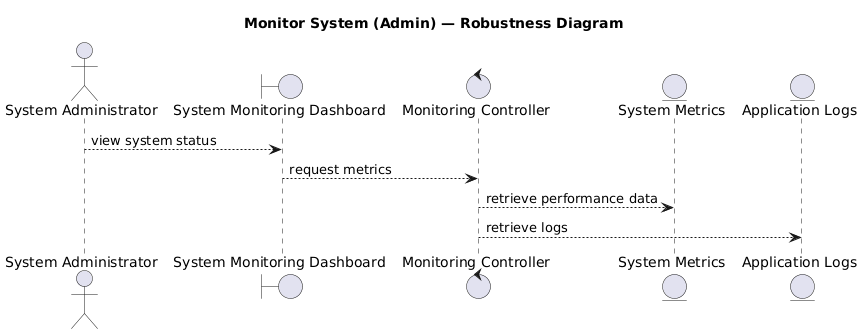 Monitor System (Admin) — Robustness Diagram
System Administrator
System Monitoring Dashboard
Monitoring Controller
System Metrics
Application Logs
view system status
request metrics
retrieve performance data
retrieve logs
System Administrator
System Monitoring Dashboard
Monitoring Controller
System Metrics
Application Logs